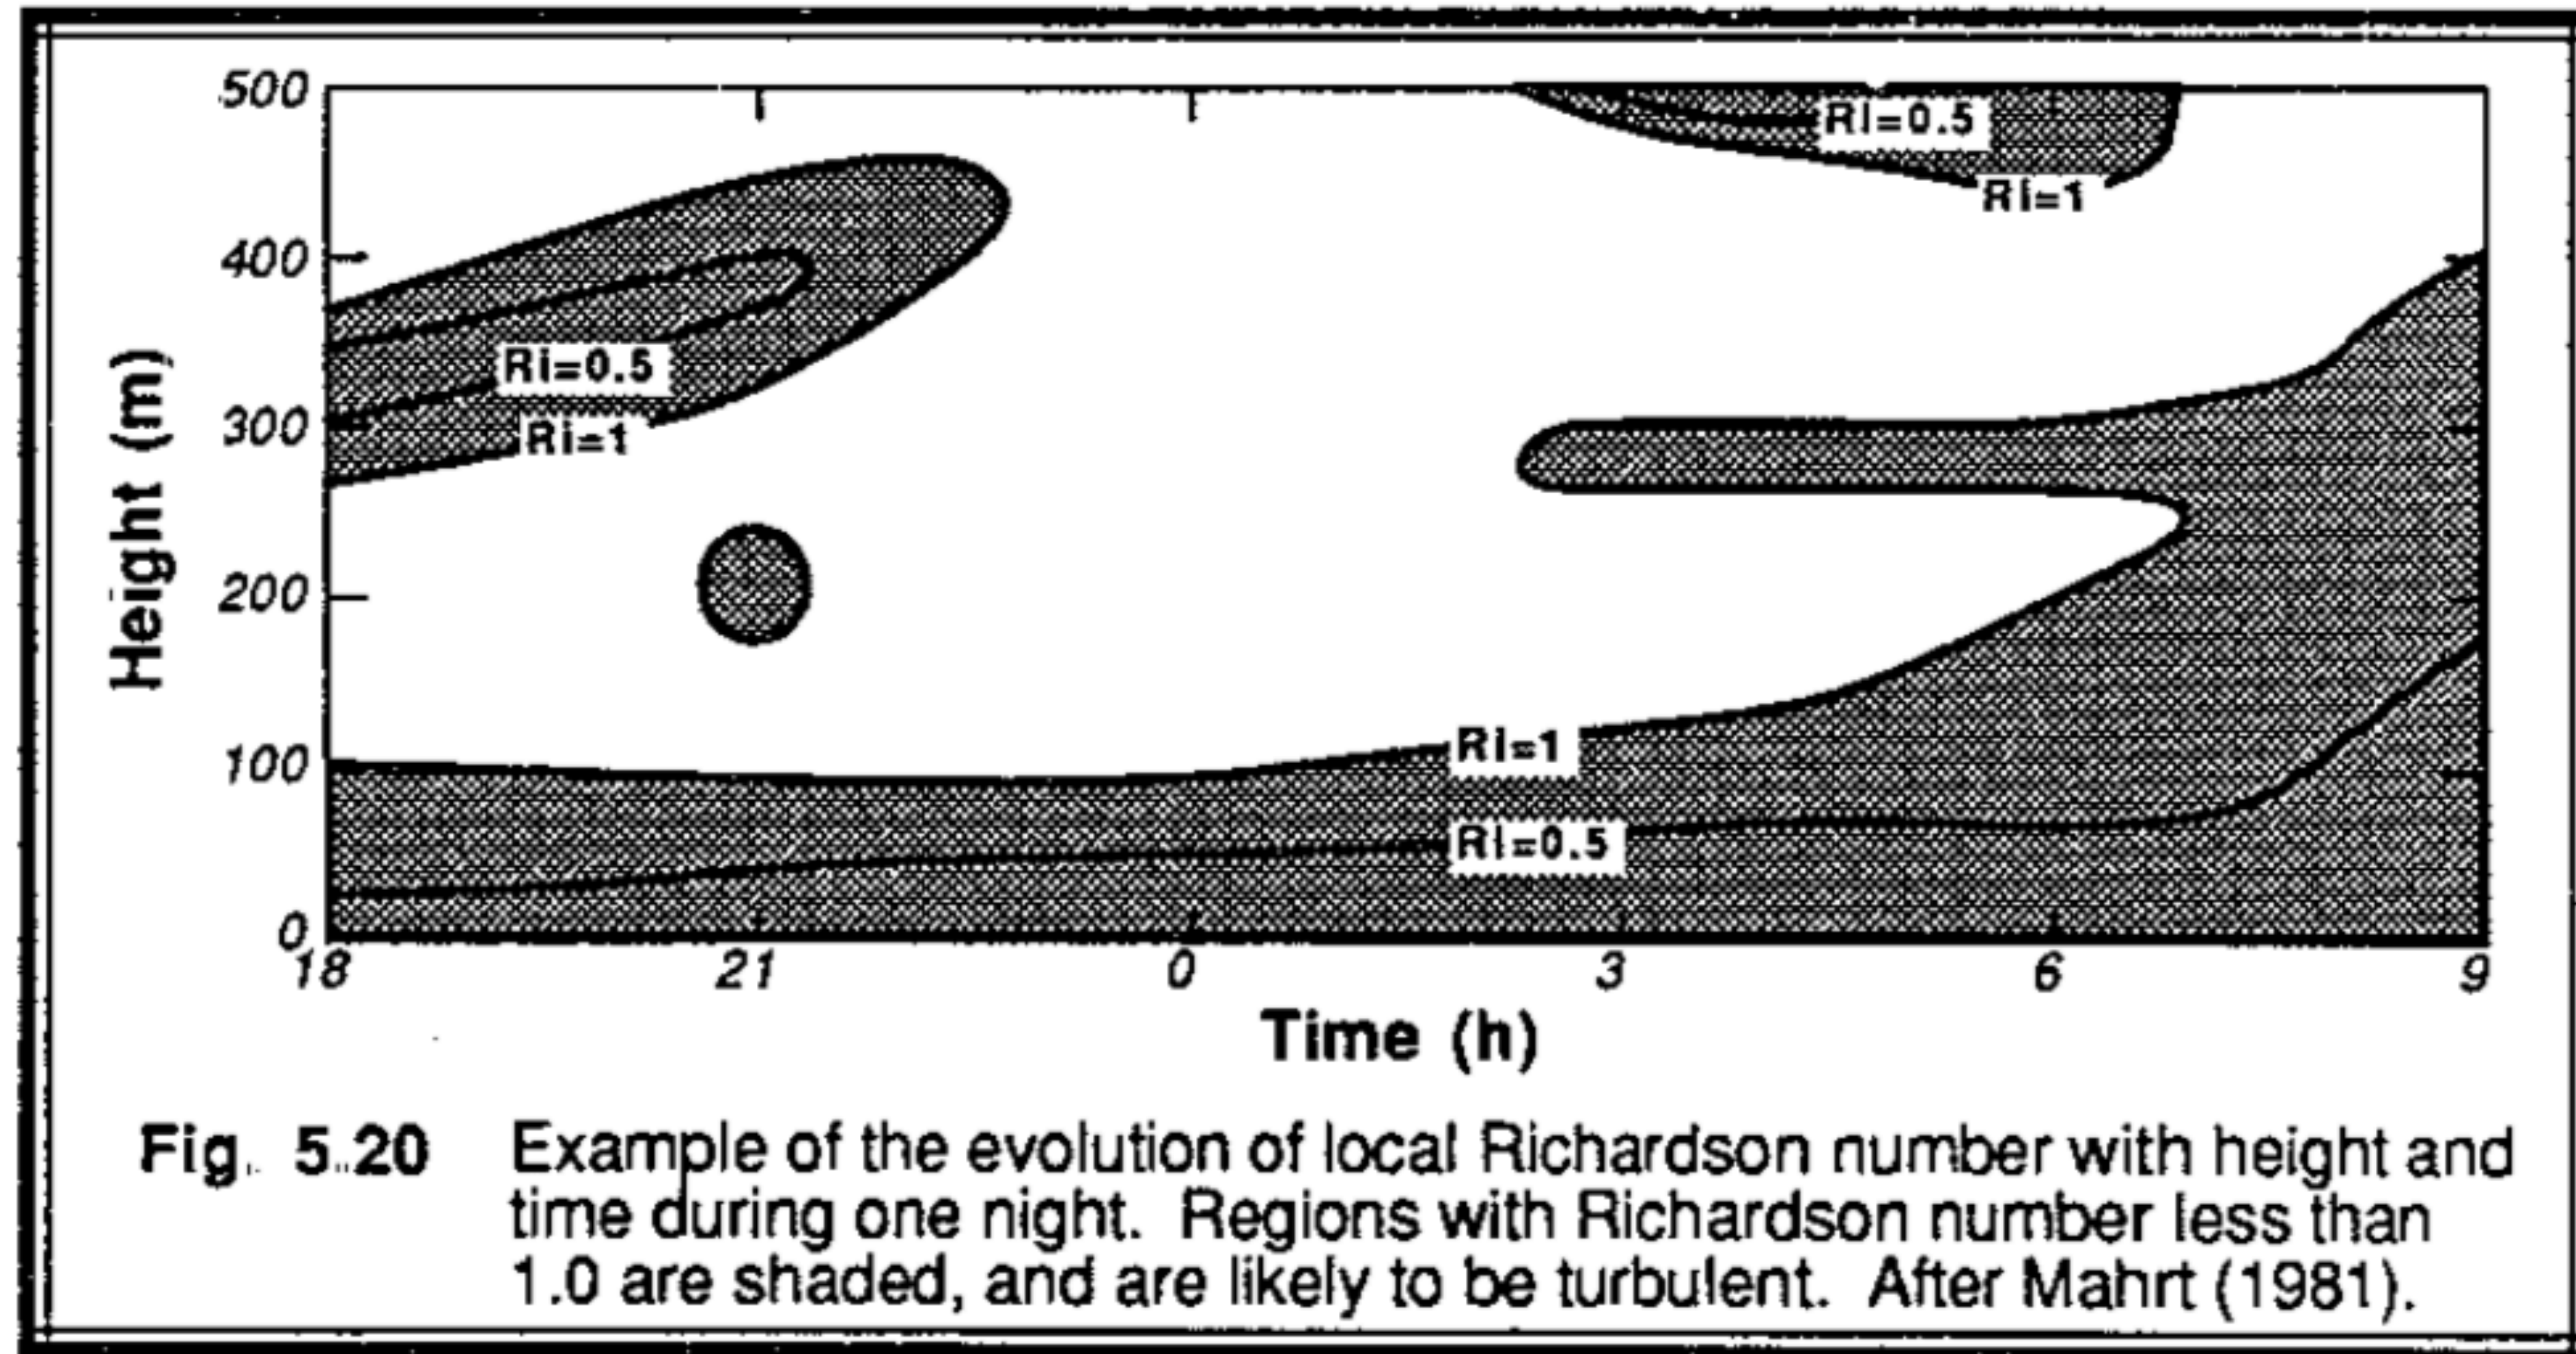 500
400
300
200
100
0
Height (m)
Ri=0.5
Ri=1
Ri=0.5
Ri=1
Ri=1
Ri=0.5
18 21 0 3 6 9
Time (h)
Fig. 5.20 Example of the evolution of local Richardson number with height and
time during one night. Regions with Richardson number less than
1.0 are shaded, and are likely to be turbulent. After Mahrt (1981).